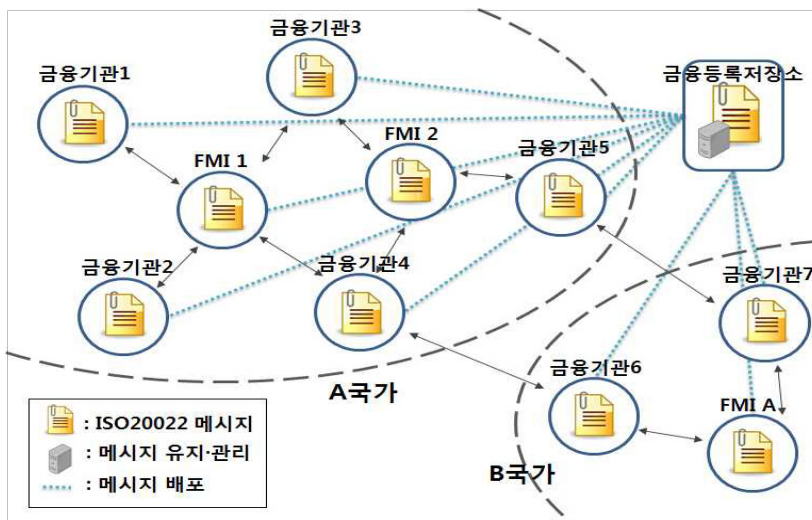 금융기관3
금융기관1
금융등록저장소
FMI 1
FMI 2
금융기관5
금융기관2
금융기관4
금융기관7
A국가
금융기관6
FMI A
B국가
: ISO20022 메시지
: 메시지 유지·관리
: 메시지 배포